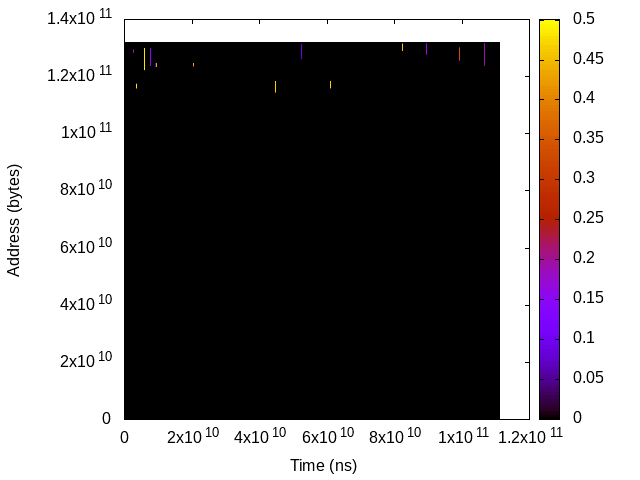 1.4x10^11
1.2x10^11
1x10^11
8x10^10
6x10^10
4x10^10
2x10^10
0
Address (bytes)
0 2x10^10 4x10^10 6x10^10 8x10^10 1x10^11 1.2x10^11
Time (ns)
0.5
0.45
0.4
0.35
0.3
0.25
0.2
0.15
0.1
0.05
0